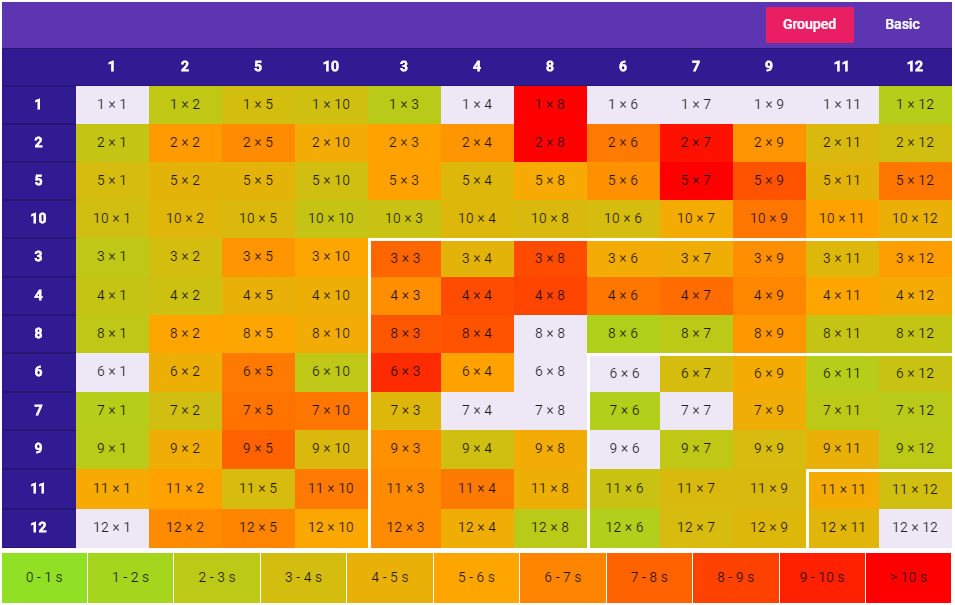 Grouped Basic
1 2 5 10 3 4 8 6 7 9 11 12
1 1 × 1 1 × 2 1 × 5 1 × 10 1 × 3 1 × 4 1 × 8 1 × 6 1 × 7 1 × 9 1 × 11 1 × 12
2 2 × 1 2 × 2 2 × 5 2 × 10 2 × 3 2 × 4 2 × 8 2 × 6 2 × 7 2 × 9 2 × 11 2 × 12
5 5 × 1 5 × 2 5 × 5 5 × 10 5 × 3 5 × 4 5 × 8 5 × 6 5 × 7 5 × 9 5 × 11 5 × 12
10 10 × 1 10 × 2 10 × 5 10 × 10 10 × 3 10 × 4 10 × 8 10 × 6 10 × 7 10 × 9 10 × 11 10 × 12
3 3 × 1 3 × 2 3 × 5 3 × 10 3 × 3 3 × 4 3 × 8 3 × 6 3 × 7 3 × 9 3 × 11 3 × 12
4 4 × 1 4 × 2 4 × 5 4 × 10 4 × 3 4 × 4 4 × 8 4 × 6 4 × 7 4 × 9 4 × 11 4 × 12
8 8 × 1 8 × 2 8 × 5 8 × 10 8 × 3 8 × 4 8 × 8 8 × 6 8 × 7 8 × 9 8 × 11 8 × 12
6 6 × 1 6 × 2 6 × 5 6 × 10 6 × 3 6 × 4 6 × 8 6 × 6 6 × 7 6 × 9 6 × 11 6 × 12
7 7 × 1 7 × 2 7 × 5 7 × 10 7 × 3 7 × 4 7 × 8 7 × 6 7 × 7 7 × 9 7 × 11 7 × 12
9 9 × 1 9 × 2 9 × 5 9 × 10 9 × 3 9 × 4 9 × 8 9 × 6 9 × 7 9 × 9 9 × 11 9 × 12
11 11 × 1 11 × 2 11 × 5 11 × 10 11 × 3 11 × 4 11 × 8 11 × 6 11 × 7 11 × 9 11 × 11 11 × 12
12 12 × 1 12 × 2 12 × 5 12 × 10 12 × 3 12 × 4 12 × 8 12 × 6 12 × 7 12 × 9 12 × 11 12 × 12
0 - 1 s 1 - 2 s 2 - 3 s 3 - 4 s 4 - 5 s 5 - 6 s 6 - 7 s 7 - 8 s 8 - 9 s 9 - 10 s > 10 s